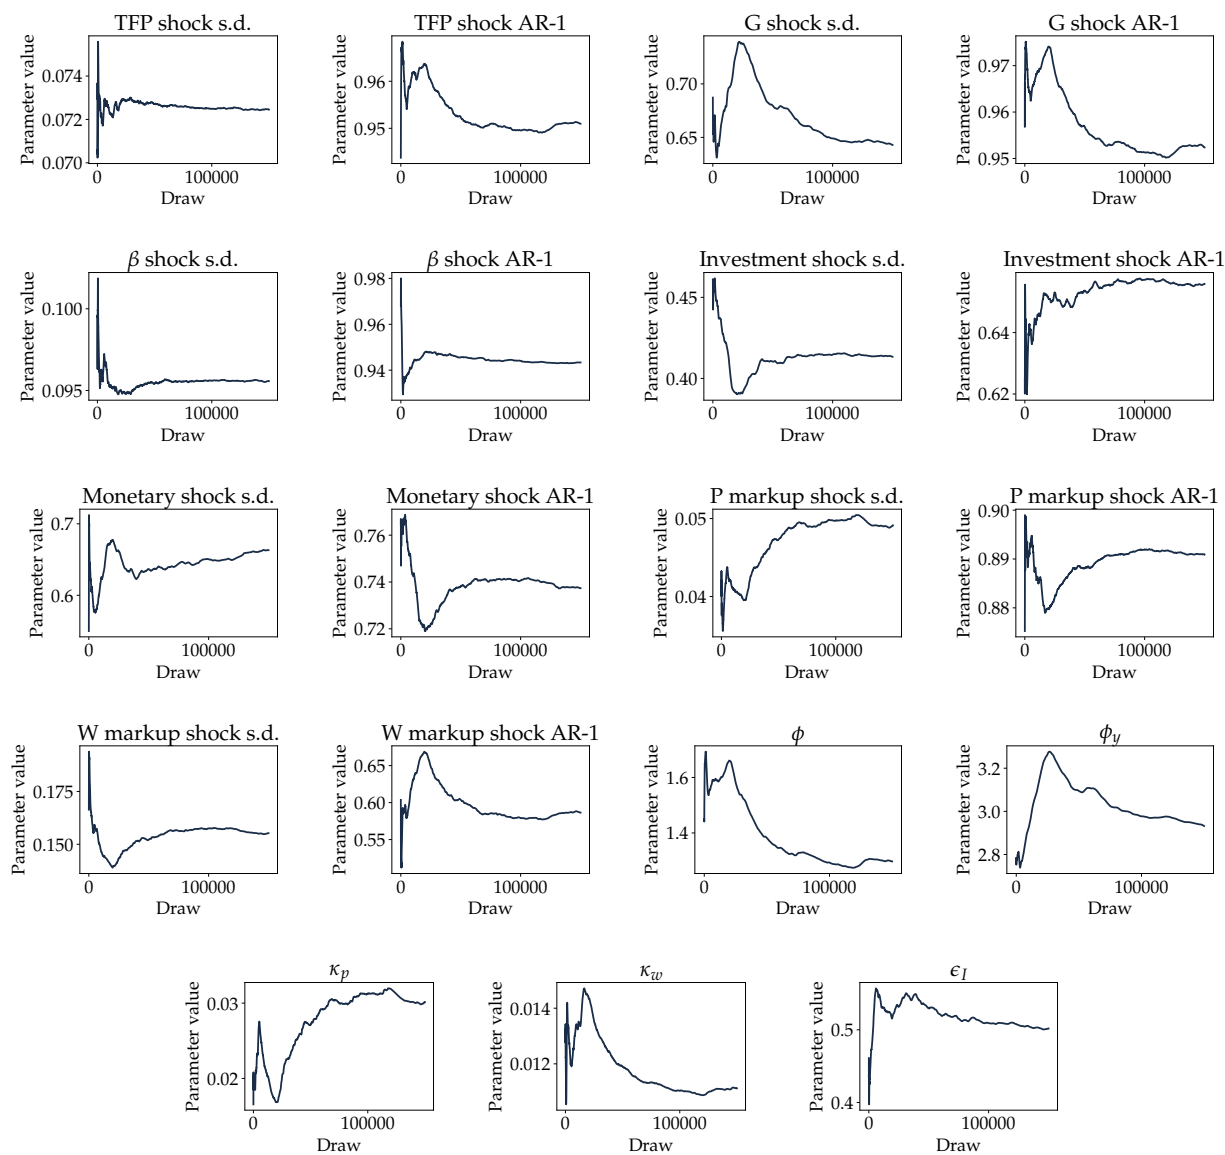 TFP shock s.d.
Parameter value
0.074
0.072
0.070
0
100000
Draw
TFP shock AR-1
Parameter value
0.96
0.95
0
100000
Draw
G shock s.d.
Parameter value
0.70
0.65
0
100000
Draw
G shock AR-1
Parameter value
0.97
0.96
0.95
0
100000
Draw
β shock s.d.
Parameter value
0.100
0.095
0
100000
Draw
β shock AR-1
Parameter value
0.98
0.96
0.94
0
100000
Draw
Investment shock s.d.
Parameter value
0.45
0.40
0
100000
Draw
Investment shock AR-1
Parameter value
0.64
0.62
0
100000
Draw
Monetary shock s.d.
Parameter value
0.7
0.6
0
100000
Draw
Monetary shock AR-1
Parameter value
0.76
0.74
0.72
0
100000
Draw
P markup shock s.d.
Parameter value
0.05
0.04
0
100000
Draw
P markup shock AR-1
Parameter value
0.90
0.89
0.88
0
100000
Draw
W markup shock s.d.
Parameter value
0.175
0.150
0
100000
Draw
W markup shock AR-1
Parameter value
0.65
0.60
0.55
0
100000
Draw
ϕ
Parameter value
1.6
1.4
0
100000
Draw
ϕ_y
Parameter value
3.2
3.0
2.8
0
100000
Draw
κ_p
Parameter value
0.03
0.02
0
100000
Draw
κ_w
Parameter value
0.014
0.012
0
100000
Draw
ϵ_I
Parameter value
0.5
0.4
0
100000
Draw